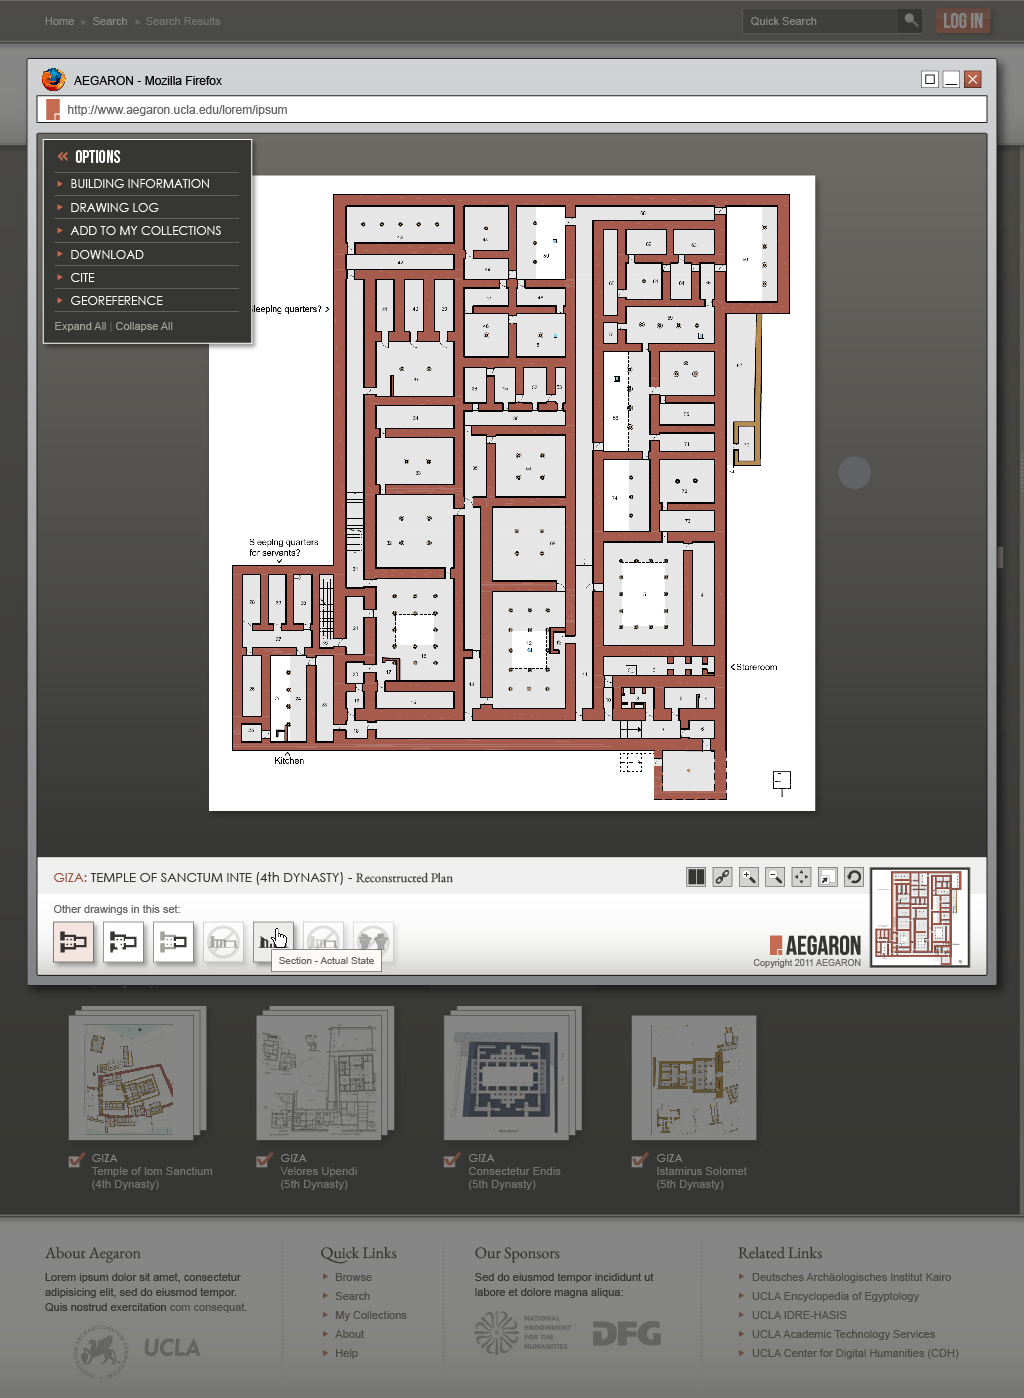 Home ▸ Search ▸ Search Results
Quick Search
LOG IN
AEGARON - Mozilla Firefox
http://www.aegaron.ucla.edu/lorem/ipsum
« OPTIONS
BUILDING INFORMATION
DRAWING LOG
ADD TO MY COLLECTIONS
DOWNLOAD
CITE
GEOREFERENCE
Expand All | Collapse All
Sleeping quarters? >
Sleeping quarters
for servants?
<Storeroom
Kitchen
GIZA: TEMPLE OF SANCTUM INTE (4th DYNASTY) - Reconstructed Plan
Other drawings in this set:
Section - Actual State
AEGARON
Copyright 2011 AEGARON
GIZA
Temple of Iom Sanctium
(4th Dynasty)
GIZA
Velores Upendi
(5th Dynasty)
GIZA
Consectetur Endis
(5th Dynasty)
GIZA
Istamirus Solomet
(5th Dynasty)
About Aegaron
Lorem ipsum dolor sit amet, consectetur
adipisicing elit, sed do eiusmod tempor.
Quis nostrud exercitation com consequat.
UCLA
Quick Links
Browse
Search
My Collections
About
Help
Our Sponsors
Sed do eiusmod tempor incididunt ut
labore et dolore magna aliqua:
NATIONAL
ENDOWMENT
FOR THE
HUMANITIES
DFG
Related Links
Deutsches Archäologisches Institut Kairo
UCLA Encyclopedia of Egyptology
UCLA IDRE-HASIS
UCLA Academic Technology Services
UCLA Center for Digital Humanities (CDH)